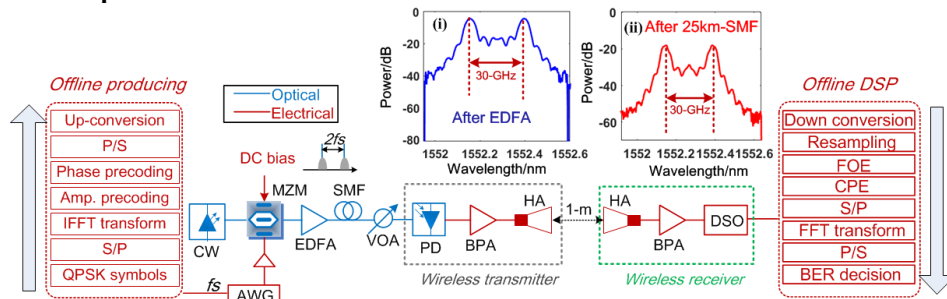 Offline producing
Up-conversion
P/S
Phase precoding
Amp. precoding
IFFT transform
S/P
QPSK symbols
fs
AWG
Optical
Electrical
DC bias
2fs
MZM
SMF
CW
EDFA
VOA
PD
BPA
HA
Wireless transmitter
1-m
HA
BPA
DSO
Wireless receiver
(i)
0
-20
-40
-60
-80
Power/dB
30-GHz
After EDFA
1552
1552.2
1552.4
1552.6
Wavelength/nm
(ii) After 25km-SMF
0
-20
-40
-60
Power/dB
30-GHz
1552
1552.2
1552.4
1552.6
Wavelength/nm
Offline DSP
Down conversion
Resampling
FOE
CPE
S/P
FFT transform
P/S
BER decision